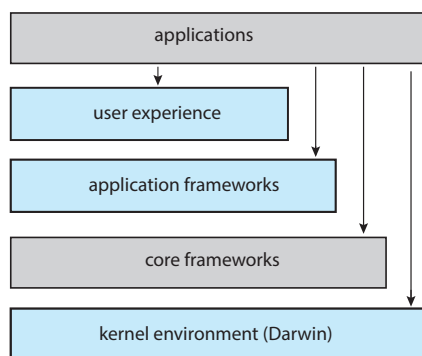 applications
user experience
application frameworks
core frameworks
kernel environment (Darwin)